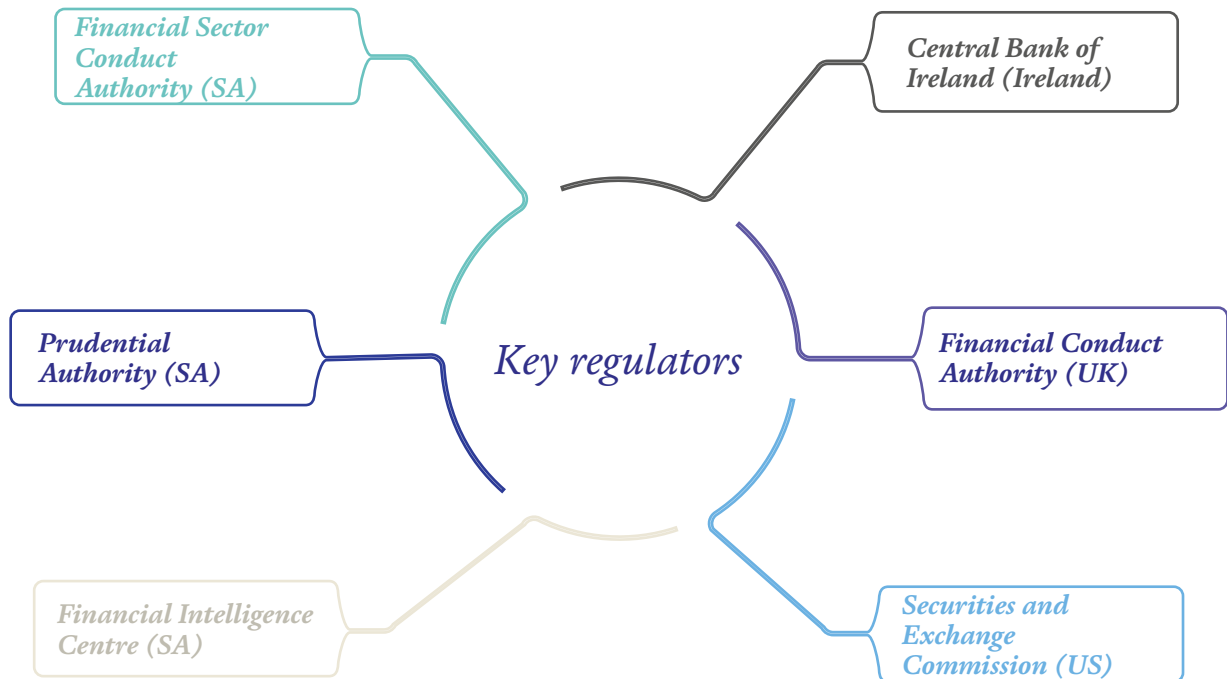 Financial Sector
Conduct
Authority (SA)
Central Bank of
Ireland (Ireland)
Prudential
Authority (SA)
Key regulators
Financial Conduct
Authority (UK)
Financial Intelligence
Centre (SA)
Securities and
Exchange
Commission (US)